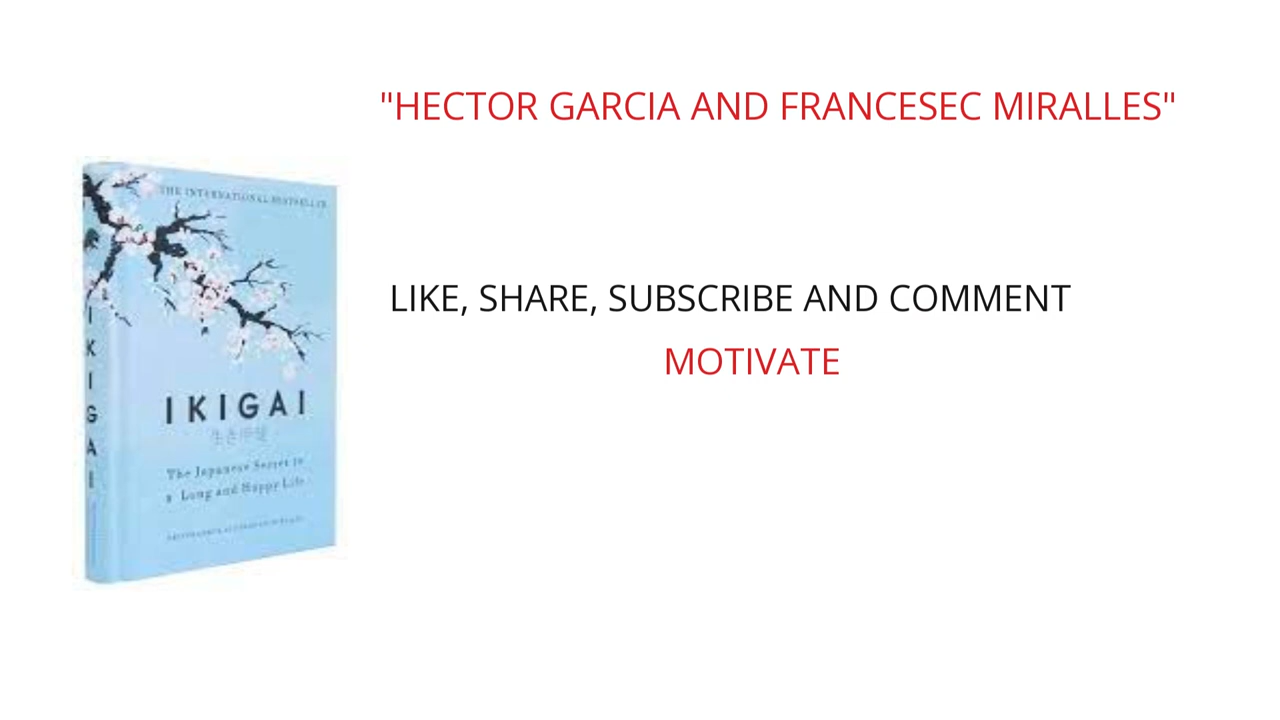 "HECTOR GARCIA AND FRANCESEC MIRALLES"
THE INTERNATIONAL BESTSELLER
LIKE, SHARE, SUBSCRIBE AND COMMENT
MOTIVATE
IKIGAI
IKIGAI
The Japanese Secret to
a Long and Happy Life